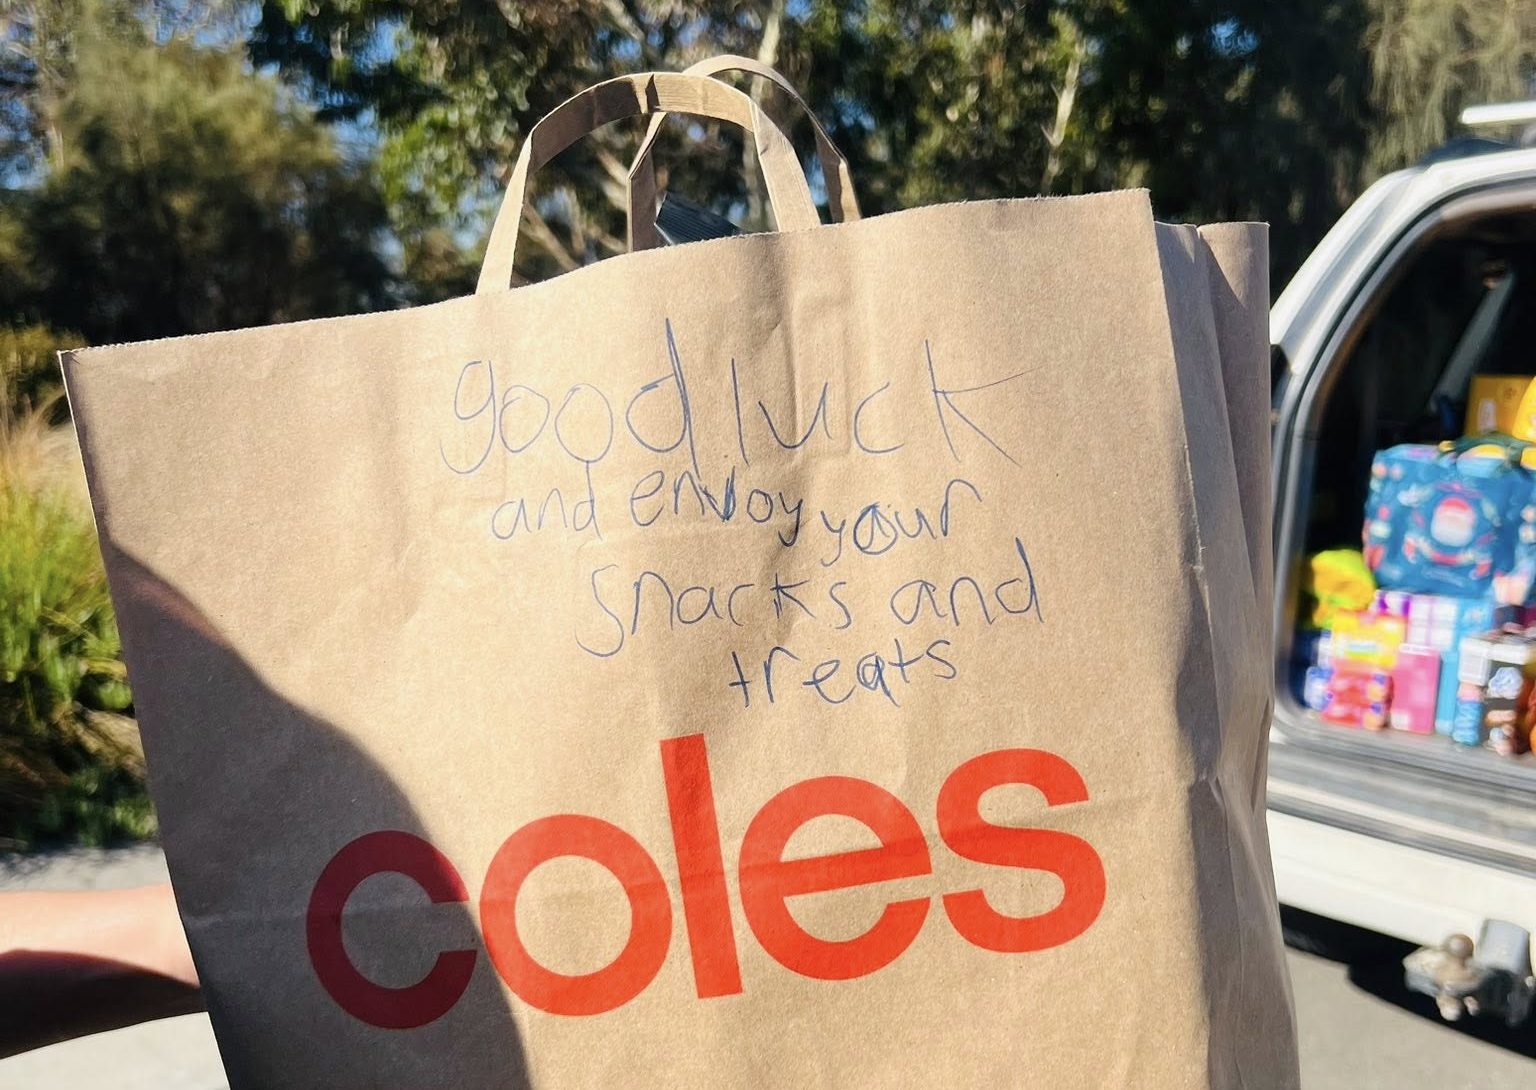 good luck
and enjoy your
snacks and
treats
coles